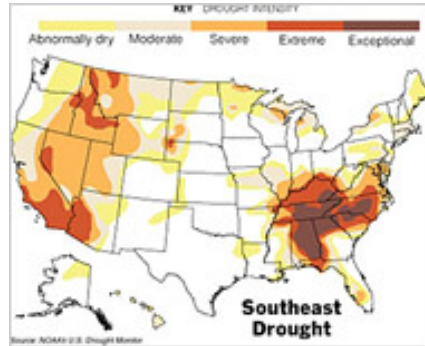 KEY DROUGHT INTENSITY
Abnormally dry Moderate Severe Extreme Exceptional
Southeast
Drought
Source: NOAA's U.S. Drought Monitor